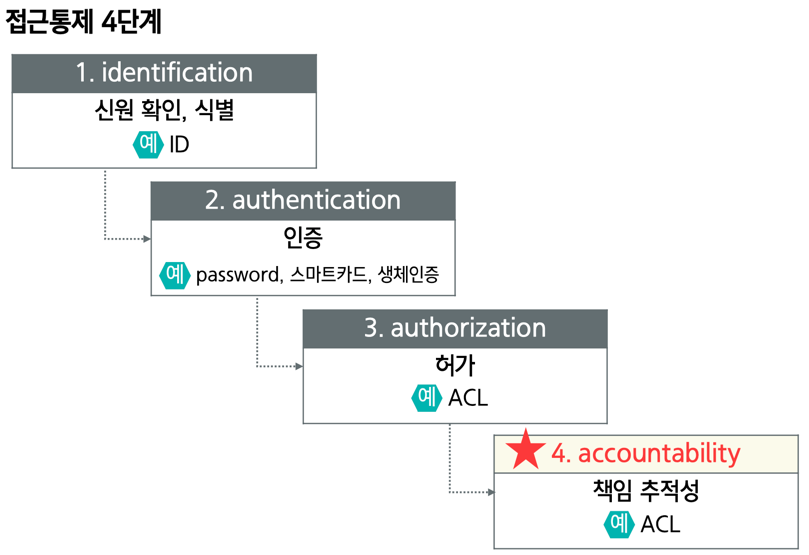 접근통제 4단계
1. identification
신원 확인, 식별
예 ID
2. authentication
인증
예 password, 스마트카드, 생체인증
3. authorization
허가
예 ACL
4. accountability
책임 추적성
예 ACL